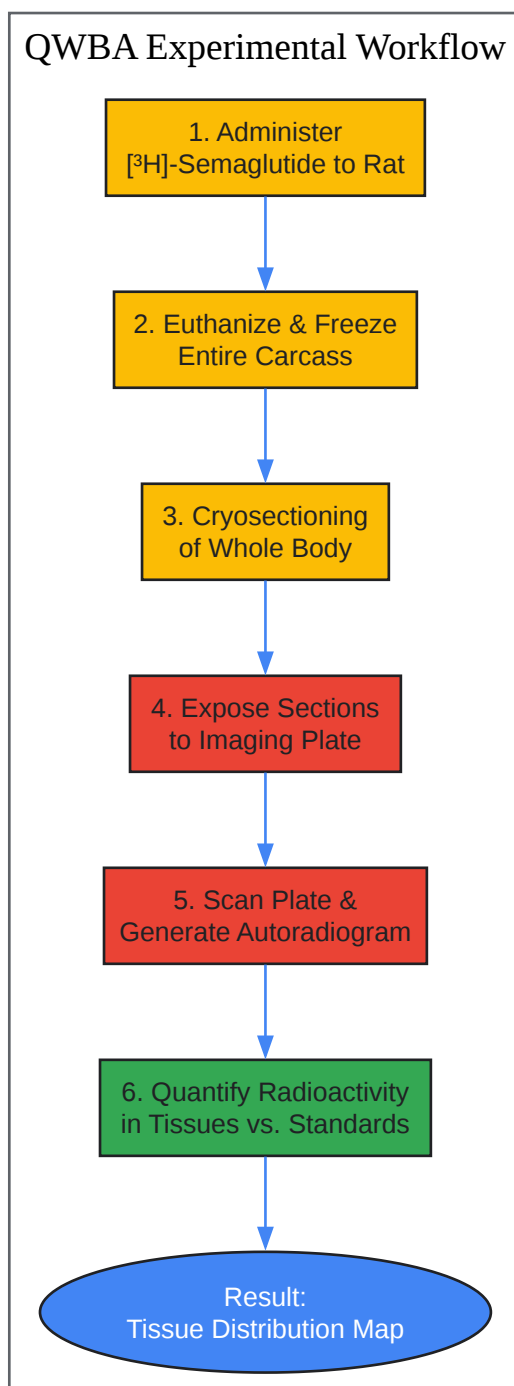 QWBA Experimental Workflow
1. Administer
[³H]-Semaglutide to Rat
2. Euthanize & Freeze
Entire Carcass
3. Cryosectioning
of Whole Body
4. Expose Sections
to Imaging Plate
5. Scan Plate &
Generate Autoradiogram
6. Quantify Radioactivity
in Tissues vs. Standards
Result:
Tissue Distribution Map